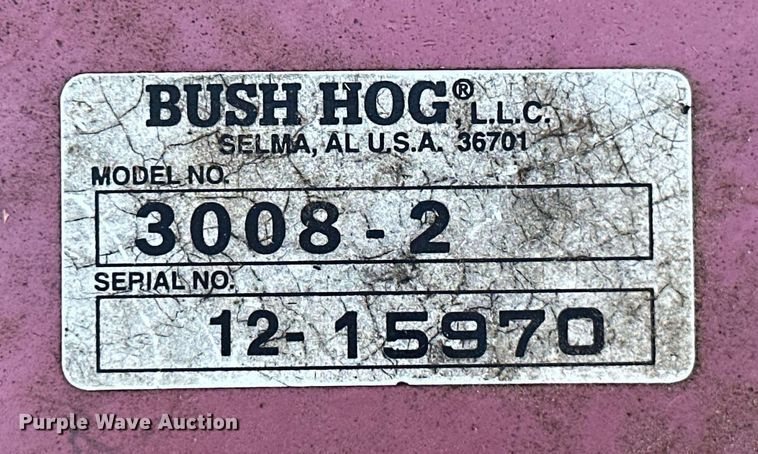 BUSH HOG®, L.L.C.
SELMA, AL U.S.A. 36701
MODEL NO.
3008-2
SERIAL NO.
12-15970
Purple Wave Auction